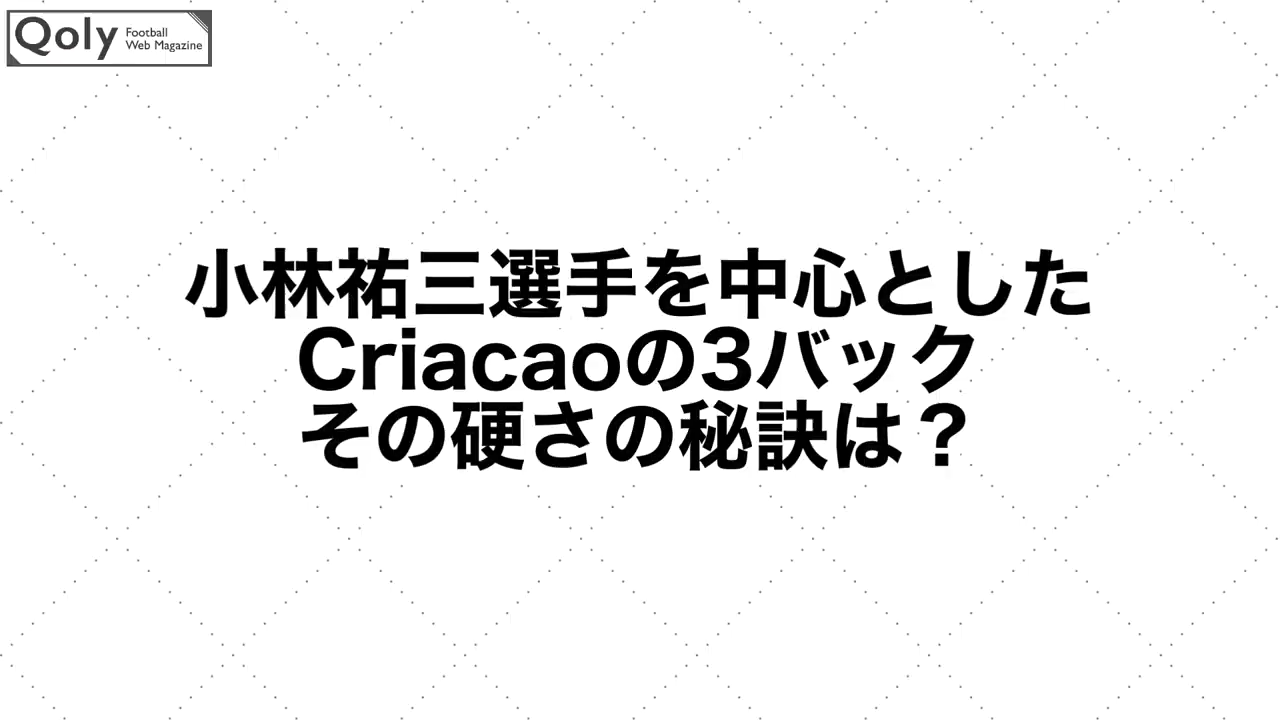 Qoly Football
Web Magazine
小林祐三選手を中心とした
Criacaoの3バック
その硬さの秘訣は？